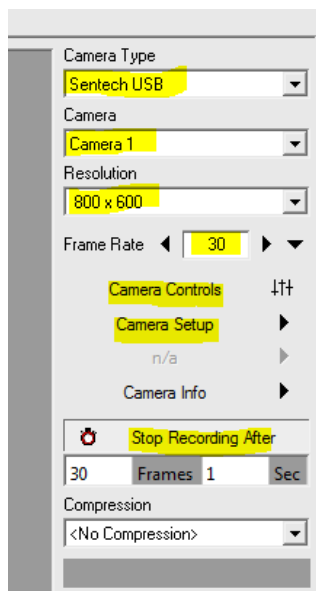 Camera Type
Sentech USB
Camera
Camera 1
Resolution
800 x 600
Frame Rate 30
Camera Controls
Camera Setup
n/a
Camera Info
Stop Recording After
30 Frames 1 Sec
Compression
<No Compression>